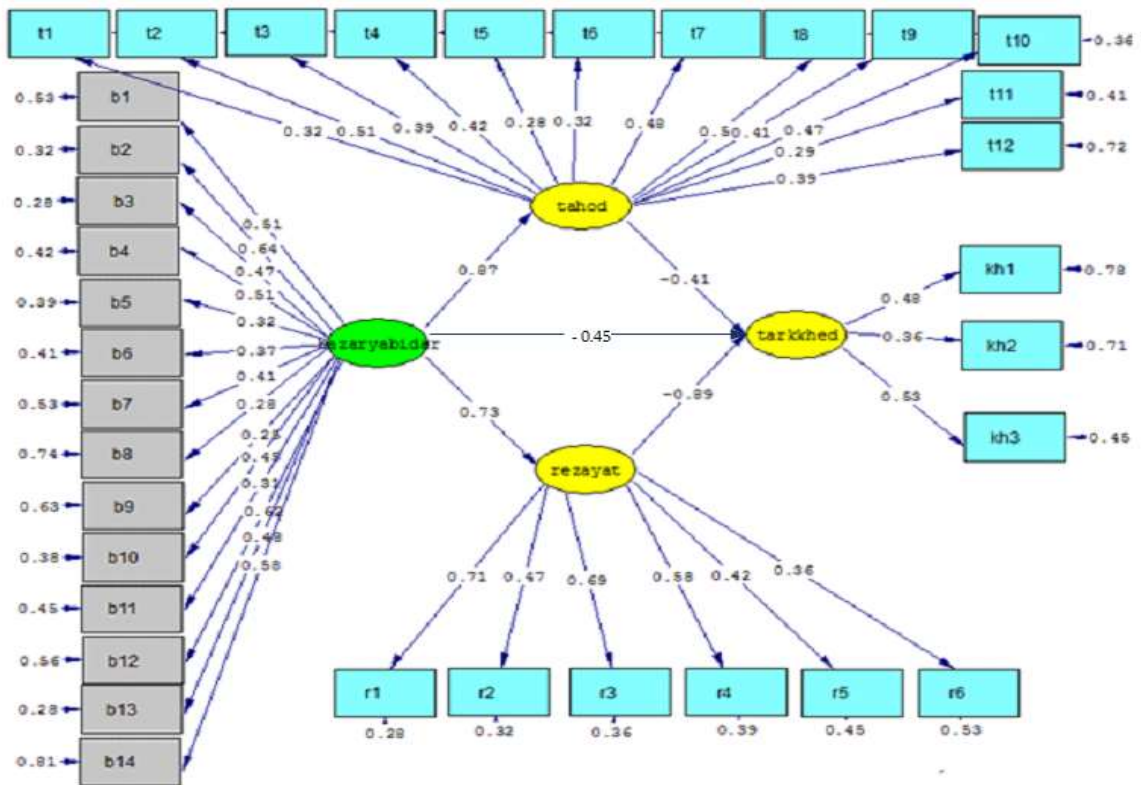 t1 t2 t3 t4 t5 t6 t7 t8 t9 t10 0.36
0.53 b1 t11 0.41
0.32 0.51 0.39 0.42 0.28 0.32 0.48 0.50 0.41 0.47
0.32 b2 0.29 t12 0.72
0.39
0.28 b3 tahod
0.51
0.42 b4 0.64
0.47 0.87 -0.41 kh1 0.78
0.39 b5 0.51 0.48
0.32
0.41 b6 0.37 - 0.45 tarkkhed 0.36 kh2 0.71
0.41
0.53 b7 0.28 0.73 -0.89 0.53
kh3 0.45
0.74 b8 0.31 rezayat
0.62
0.63 b9 0.48
0.58
0.38 b10 0.71 0.47 0.69 0.58 0.42 0.36
0.45 b11
0.56 b12
0.28 b13 r1 r2 r3 r4 r5 r6
0.28 0.32 0.36 0.39 0.45 0.53
0.81 b14